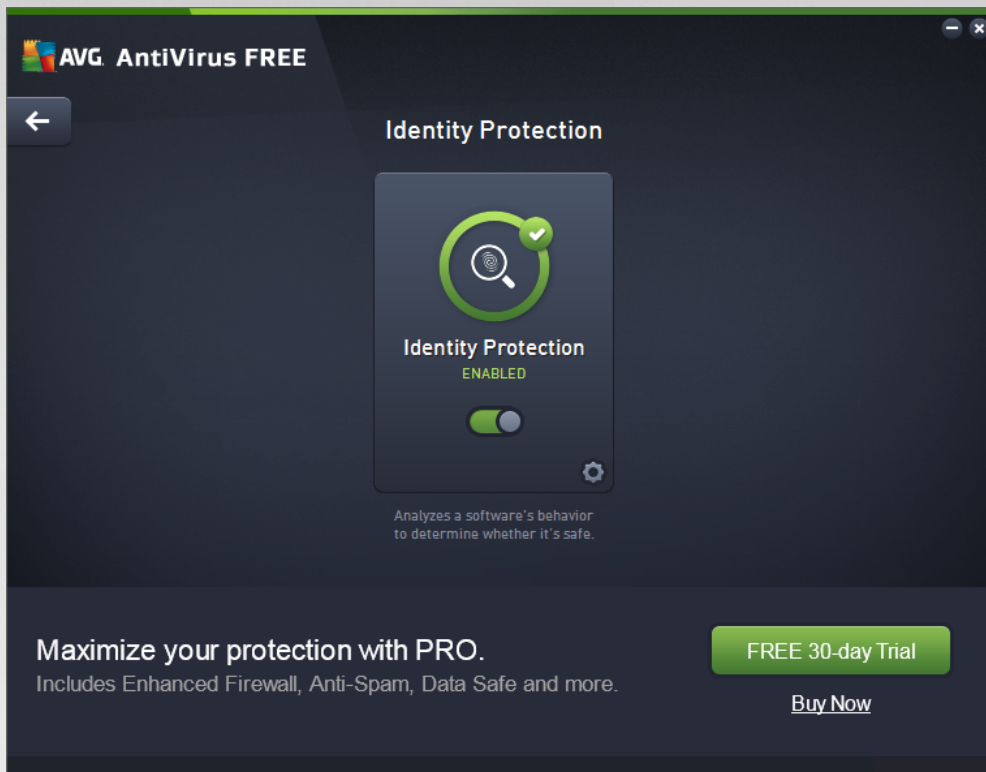 AVG. AntiVirus FREE
Identity Protection
Identity Protection
ENABLED
Analyzes a software's behavior
to determine whether it's safe.
Maximize your protection with PRO.
Includes Enhanced Firewall, Anti-Spam, Data Safe and more.
FREE 30-day Trial
Buy Now